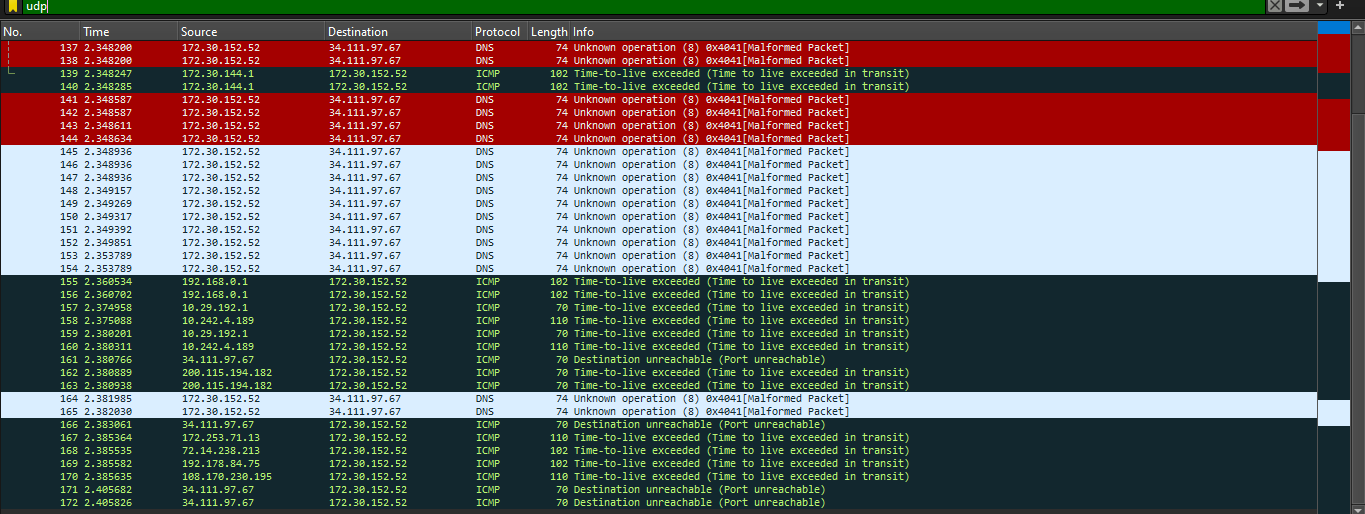 udp
No. Time Source Destination Protocol Length Info
137 2.348200 172.30.152.52 34.111.97.67 DNS 74 Unknown operation (8) 0x4041[Malformed Packet]
138 2.348200 172.30.152.52 34.111.97.67 DNS 74 Unknown operation (8) 0x4041[Malformed Packet]
139 2.348247 172.30.144.1 172.30.152.52 ICMP 102 Time-to-live exceeded (Time to live exceeded in transit)
140 2.348285 172.30.144.1 172.30.152.52 ICMP 102 Time-to-live exceeded (Time to live exceeded in transit)
141 2.348587 172.30.152.52 34.111.97.67 DNS 74 Unknown operation (8) 0x4041[Malformed Packet]
142 2.348587 172.30.152.52 34.111.97.67 DNS 74 Unknown operation (8) 0x4041[Malformed Packet]
143 2.348611 172.30.152.52 34.111.97.67 DNS 74 Unknown operation (8) 0x4041[Malformed Packet]
144 2.348634 172.30.152.52 34.111.97.67 DNS 74 Unknown operation (8) 0x4041[Malformed Packet]
145 2.348936 172.30.152.52 34.111.97.67 DNS 74 Unknown operation (8) 0x4041[Malformed Packet]
146 2.348936 172.30.152.52 34.111.97.67 DNS 74 Unknown operation (8) 0x4041[Malformed Packet]
147 2.348936 172.30.152.52 34.111.97.67 DNS 74 Unknown operation (8) 0x4041[Malformed Packet]
148 2.349157 172.30.152.52 34.111.97.67 DNS 74 Unknown operation (8) 0x4041[Malformed Packet]
149 2.349269 172.30.152.52 34.111.97.67 DNS 74 Unknown operation (8) 0x4041[Malformed Packet]
150 2.349317 172.30.152.52 34.111.97.67 DNS 74 Unknown operation (8) 0x4041[Malformed Packet]
151 2.349392 172.30.152.52 34.111.97.67 DNS 74 Unknown operation (8) 0x4041[Malformed Packet]
152 2.349851 172.30.152.52 34.111.97.67 DNS 74 Unknown operation (8) 0x4041[Malformed Packet]
153 2.353789 172.30.152.52 34.111.97.67 DNS 74 Unknown operation (8) 0x4041[Malformed Packet]
154 2.353789 172.30.152.52 34.111.97.67 DNS 74 Unknown operation (8) 0x4041[Malformed Packet]
155 2.360534 192.168.0.1 172.30.152.52 ICMP 102 Time-to-live exceeded (Time to live exceeded in transit)
156 2.360702 192.168.0.1 172.30.152.52 ICMP 102 Time-to-live exceeded (Time to live exceeded in transit)
157 2.374958 10.29.192.1 172.30.152.52 ICMP 70 Time-to-live exceeded (Time to live exceeded in transit)
158 2.375088 10.242.4.189 172.30.152.52 ICMP 110 Time-to-live exceeded (Time to live exceeded in transit)
159 2.380201 10.29.192.1 172.30.152.52 ICMP 70 Time-to-live exceeded (Time to live exceeded in transit)
160 2.380311 10.242.4.189 172.30.152.52 ICMP 110 Time-to-live exceeded (Time to live exceeded in transit)
161 2.380766 34.111.97.67 172.30.152.52 ICMP 70 Destination unreachable (Port unreachable)
162 2.380889 200.115.194.182 172.30.152.52 ICMP 102 Time-to-live exceeded (Time to live exceeded in transit)
163 2.380938 200.115.194.182 172.30.152.52 ICMP 102 Time-to-live exceeded (Time to live exceeded in transit)
164 2.381985 172.30.152.52 34.111.97.67 DNS 74 Unknown operation (8) 0x4041[Malformed Packet]
165 2.382030 172.30.152.52 34.111.97.67 DNS 74 Unknown operation (8) 0x4041[Malformed Packet]
166 2.383061 34.111.97.67 172.30.152.52 ICMP 70 Destination unreachable (Port unreachable)
167 2.385364 172.253.71.13 172.30.152.52 ICMP 110 Time-to-live exceeded (Time to live exceeded in transit)
168 2.385535 72.14.238.213 172.30.152.52 ICMP 102 Time-to-live exceeded (Time to live exceeded in transit)
169 2.385582 192.178.84.75 172.30.152.52 ICMP 102 Time-to-live exceeded (Time to live exceeded in transit)
170 2.385635 108.170.230.195 172.30.152.52 ICMP 110 Time-to-live exceeded (Time to live exceeded in transit)
171 2.405682 34.111.97.67 172.30.152.52 ICMP 70 Destination unreachable (Port unreachable)
172 2.405826 34.111.97.67 172.30.152.52 ICMP 70 Destination unreachable (Port unreachable)